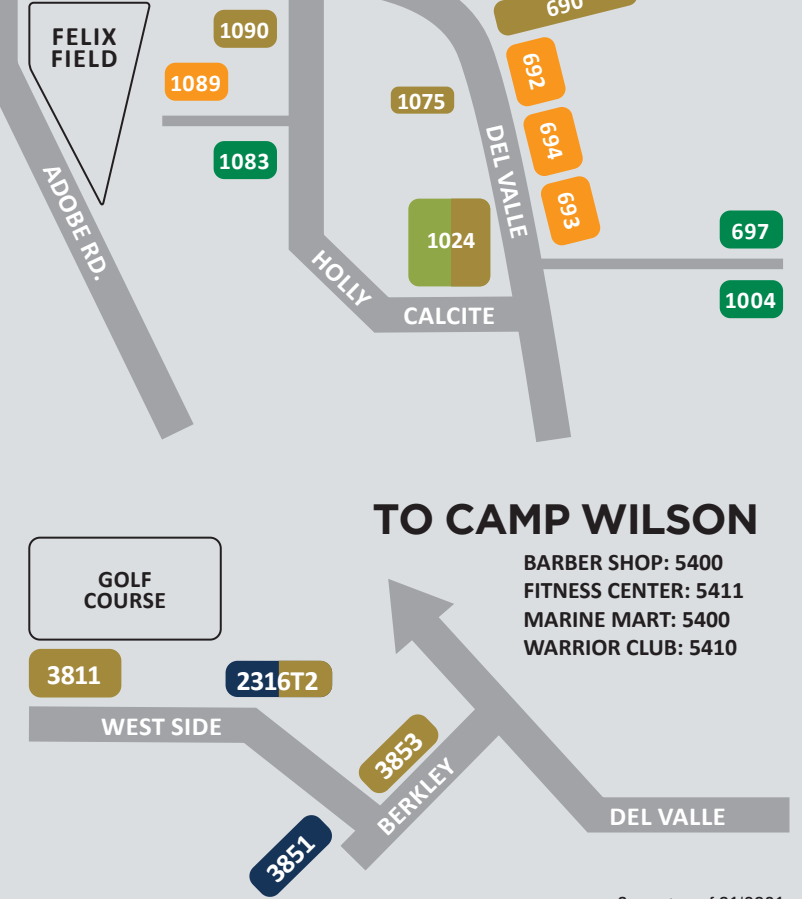 690
FELIX
FIELD
1090
692
1089
1075
694
1083
DEL VALLE
ADOBE RD.
693
1024
697
HOLLY
1004
CALCITE
TO CAMP WILSON
BARBER SHOP: 5400
FITNESS CENTER: 5411
MARINE MART: 5400
WARRIOR CLUB: 5410
GOLF
COURSE
3811
2316T2
WEST SIDE
3853
BERKLEY
DEL VALLE
3851